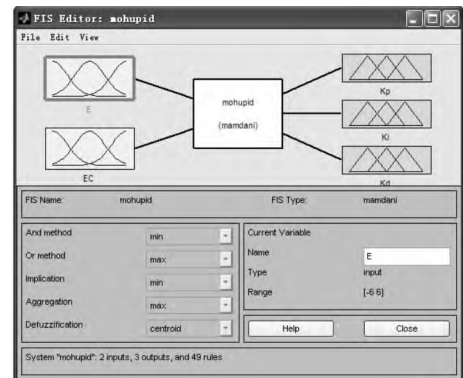 FIS Editor: mohupid
File Edit View
E
EC
mohupid
(mamdani)
Kp
Ki
Kd
FIS Name: mohupid FIS Type: mamdani
And method min
Or method max
Implication min
Aggregation max
Defuzzification centroid
Current Variable
Name E
Type input
Range [-6 6]
Help Close
System "mohupid": 2 inputs, 3 outputs, and 49 rules